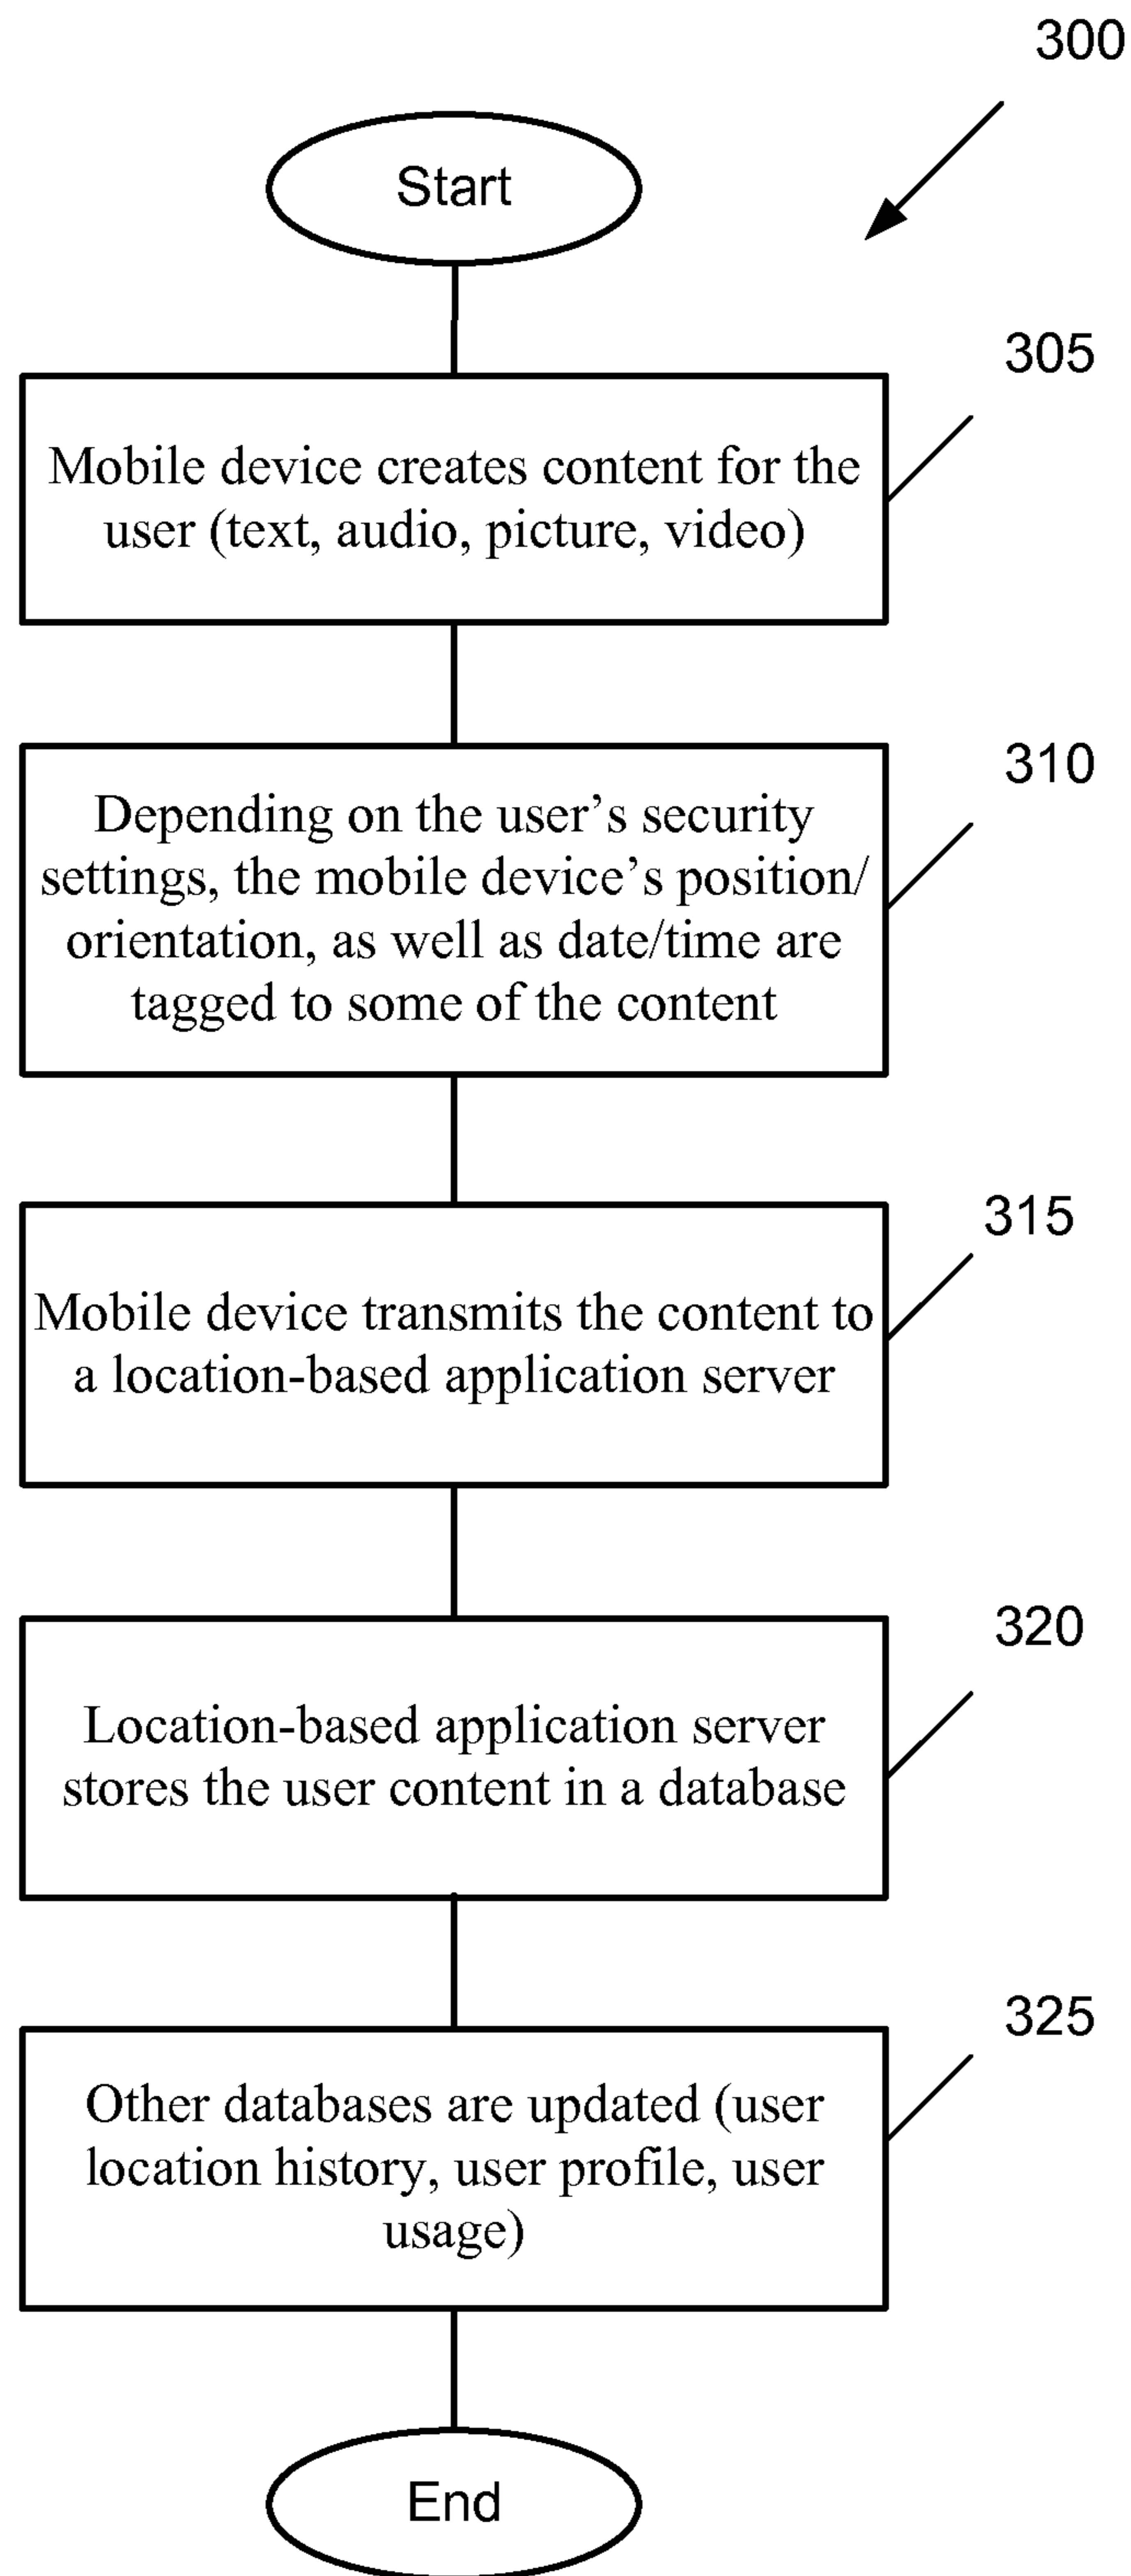 300
Start
305
Mobile device creates content for the
user (text, audio, picture, video)
310
Depending on the user’s security
settings, the mobile device’s position/
orientation, as well as date/time are
tagged to some of the content
315
Mobile device transmits the content to
a location-based application server
320
Location-based application server
stores the user content in a database
325
Other databases are updated (user
location history, user profile, user
usage)
End